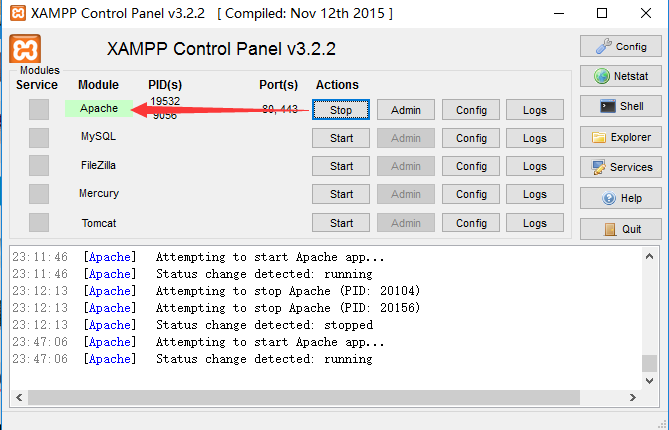 XAMPP Control Panel v3.2.2 [ Compiled: Nov 12th 2015 ]
XAMPP Control Panel v3.2.2
Config
Modules
Service Module PID(s) Port(s) Actions
Netstat
Apache 19532 9056 80, 443 Stop Admin Config Logs
Shell
MySQL Start Admin Config Logs
Explorer
FileZilla Start Admin Config Logs
Services
Mercury Start Admin Config Logs
Help
Tomcat Start Admin Config Logs
Quit
23:11:46 [Apache] Attempting to start Apache app...
23:11:46 [Apache] Status change detected: running
23:12:13 [Apache] Attempting to stop Apache (PID: 20104)
23:12:13 [Apache] Attempting to stop Apache (PID: 20156)
23:12:13 [Apache] Status change detected: stopped
23:47:06 [Apache] Attempting to start Apache app...
23:47:06 [Apache] Status change detected: running